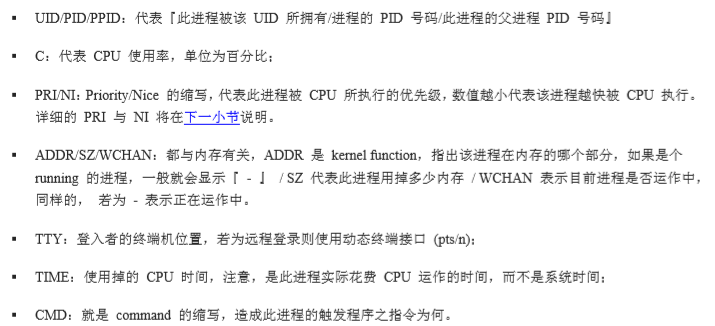 ▪ UID/PID/PPID：代表『此进程被该 UID 所拥有/进程的 PID 号码/此进程的父进程 PID 号码』
▪ C：代表 CPU 使用率，单位为百分比；
▪ PRI/NI：Priority/Nice 的缩写，代表此进程被 CPU 所执行的优先级，数值越小代表该进程越快被 CPU 执行。
详细的 PRI 与 NI 将在下一小节说明。
▪ ADDR/SZ/WCHAN：都与内存有关，ADDR 是 kernel function，指出该进程在内存的哪个部分，如果是个
running 的进程，一般就会显示『 - 』 / SZ 代表此进程用掉多少内存 / WCHAN 表示目前进程是否运作中，
同样的， 若为 - 表示正在运作中。
▪ TTY：登入者的终端机位置，若为远程登录则使用动态终端接口 (pts/n)；
▪ TIME：使用掉的 CPU 时间，注意，是此进程实际花费 CPU 运作的时间，而不是系统时间；
▪ CMD：就是 command 的缩写，造成此进程的触发程序之指令为何。